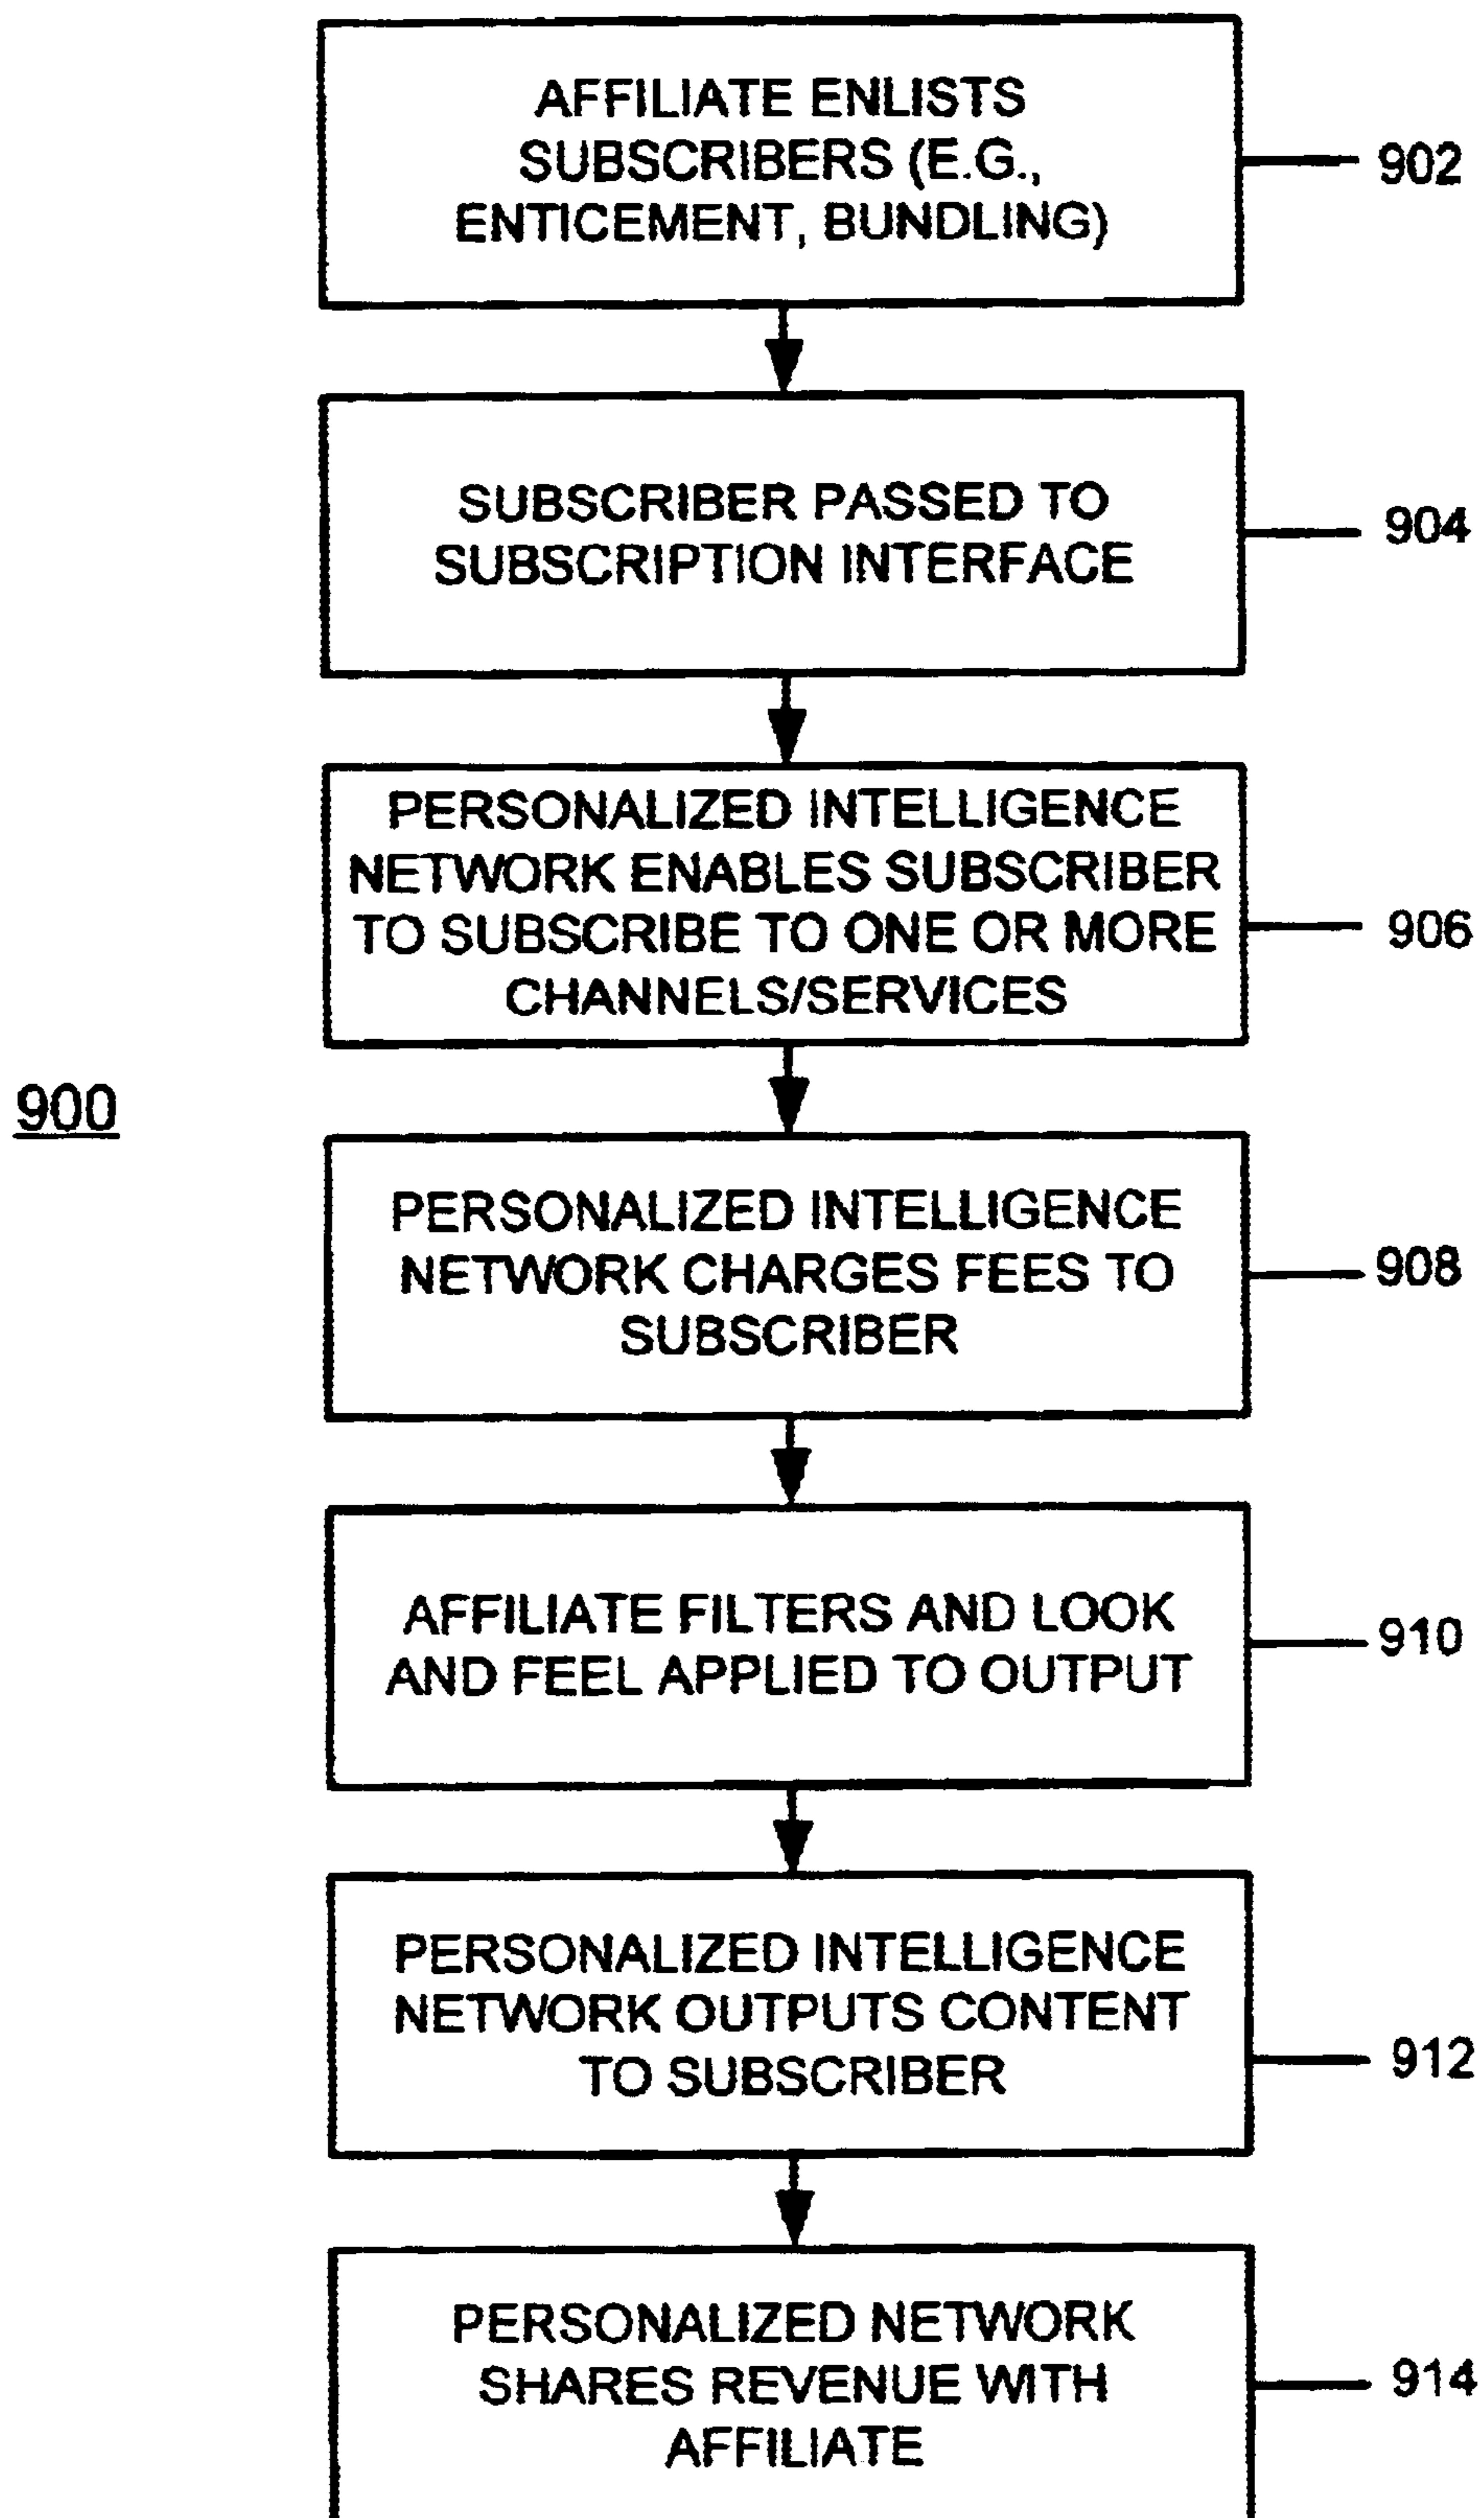 AFFILIATE ENLISTS
SUBSCRIBERS (E.G.,
ENTICEMENT, BUNDLING)
902
SUBSCRIBER PASSED TO
SUBSCRIPTION INTERFACE
904
PERSONALIZED INTELLIGENCE
NETWORK ENABLES SUBSCRIBER
TO SUBSCRIBE TO ONE OR MORE
CHANNELS/SERVICES
906
900
PERSONALIZED INTELLIGENCE
NETWORK CHARGES FEES TO
SUBSCRIBER
908
AFFILIATE FILTERS AND LOOK
AND FEEL APPLIED TO OUTPUT
910
PERSONALIZED INTELLIGENCE
NETWORK OUTPUTS CONTENT
TO SUBSCRIBER
912
PERSONALIZED NETWORK
SHARES REVENUE WITH
AFFILIATE
914